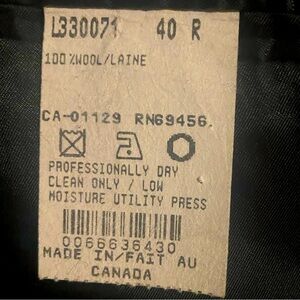 L330071 40 R
100%WOOL/LAINE
CA-01129 RN69456.
PROFESSIONALLY DRY
CLEAN ONLY / LOW
MOISTURE UTILITY PRESS
0066636430
MADE IN/FAIT AU
CANADA